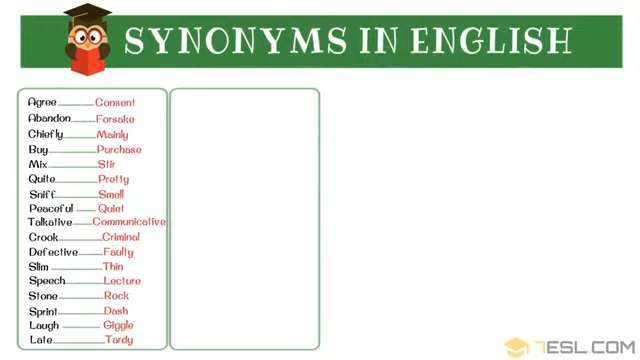 SYNONYMS IN ENGLISH
Agree Consent
Abandon Forsake
Chiefly Mainly
Buy Purchase
Mix Stir
Quite Pretty
Sniff Smell
Peaceful Quiet
Talkative Communicative
Crook Criminal
Defective Faulty
Slim Thin
Speech Lecture
Stone Rock
Sprint Dash
Laugh Giggle
Late Tardy
7ESL.COM